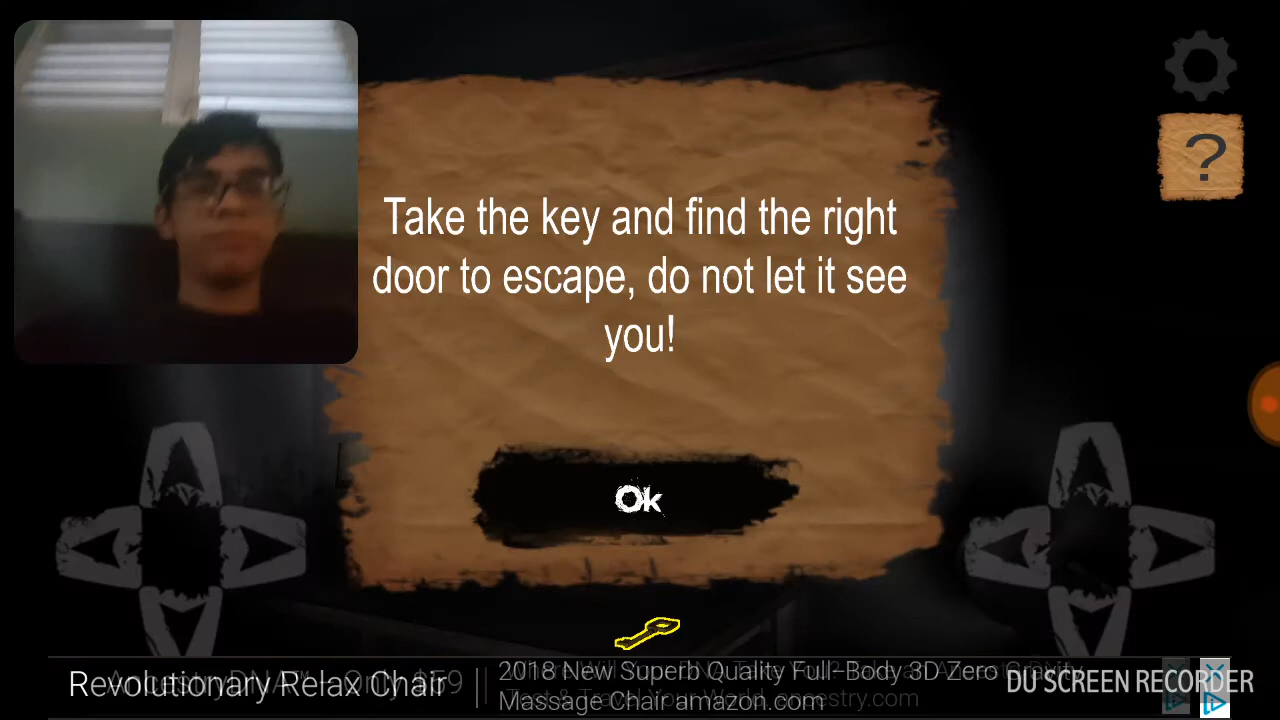 ?
Take the key and find the right
door to escape, do not let it see
you!
Ok
Revolutionary Relax Chair
2018 New Superb Quality Full-Body 3D Zero
Massage Chair amazon.com
DU SCREEN RECORDER